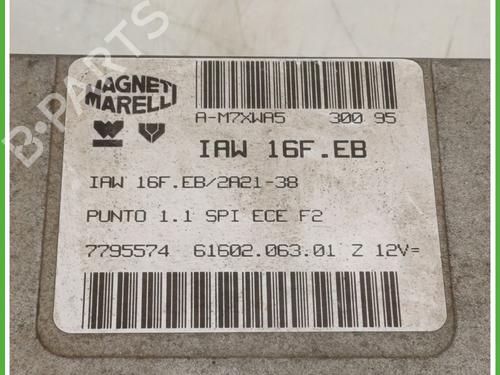 B-PARTS
MAGNETI
MARELLI
A-M7XWA5 300 95
IAW 16F.EB
IAW 16F.EB/2A21-38
PUNTO 1.1 SPI ECE F2
7795574 61602.063.01 Z 12V=